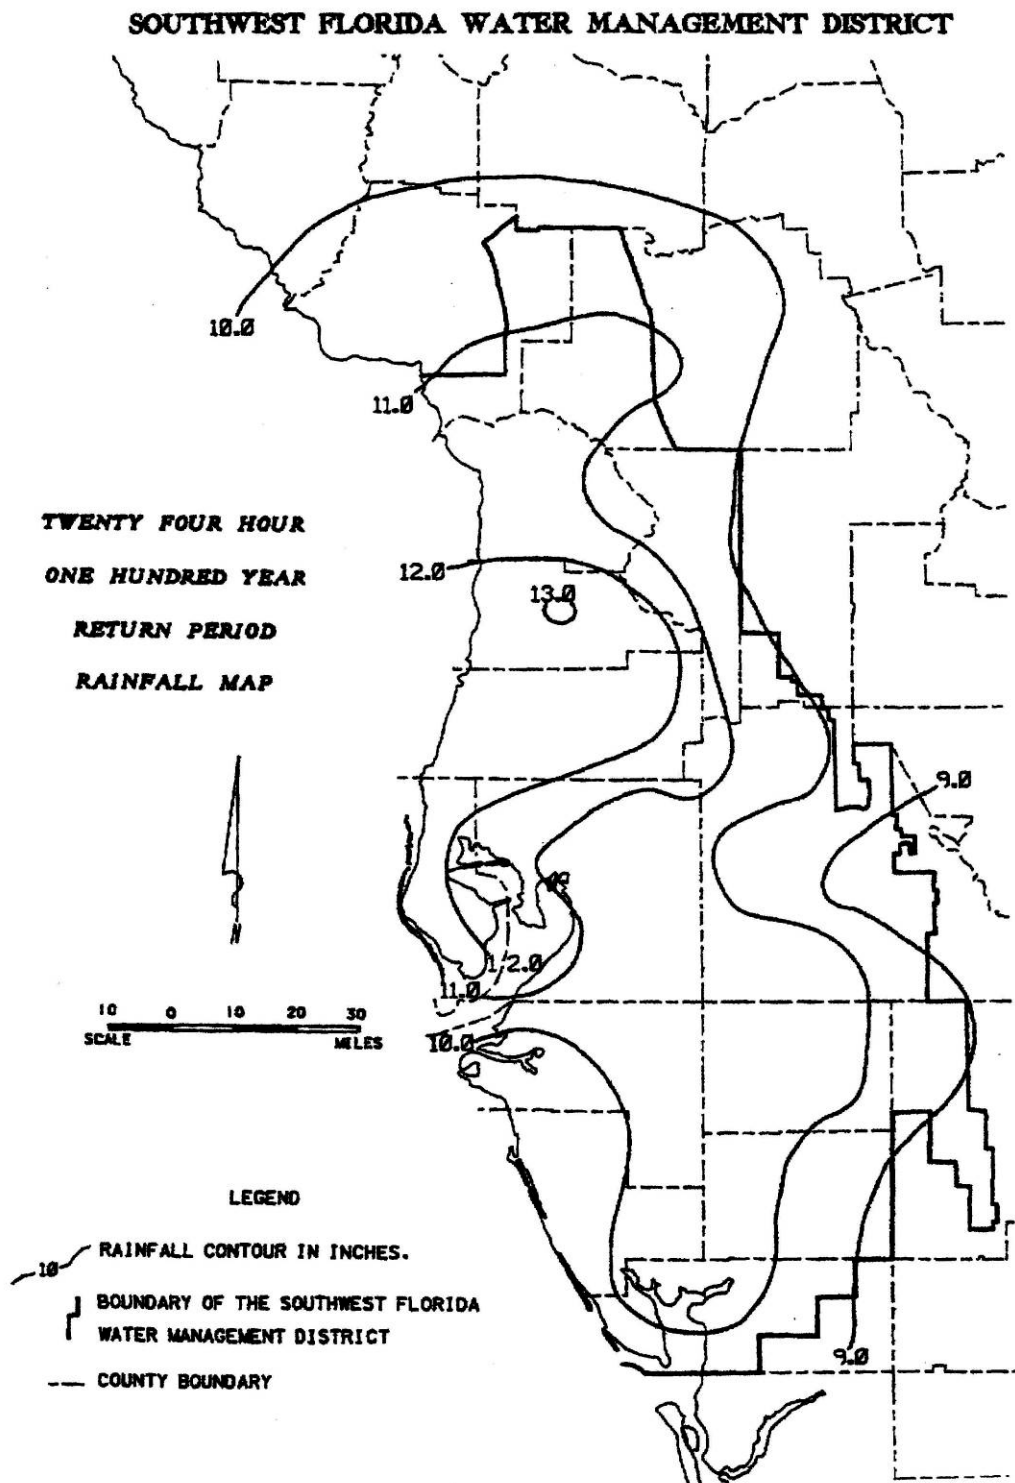 SOUTHWEST FLORIDA WATER MANAGEMENT DISTRICT
10.0
11.0
TWENTY FOUR HOUR
ONE HUNDRED YEAR
RETURN PERIOD
RAINFALL MAP
12.0
13.0
9.0
N
12.0
11.0
10.0
10 0 10 20 30
SCALE MILES
LEGEND
10
RAINFALL CONTOUR IN INCHES.
BOUNDARY OF THE SOUTHWEST FLORIDA
WATER MANAGEMENT DISTRICT
COUNTY BOUNDARY
9.0